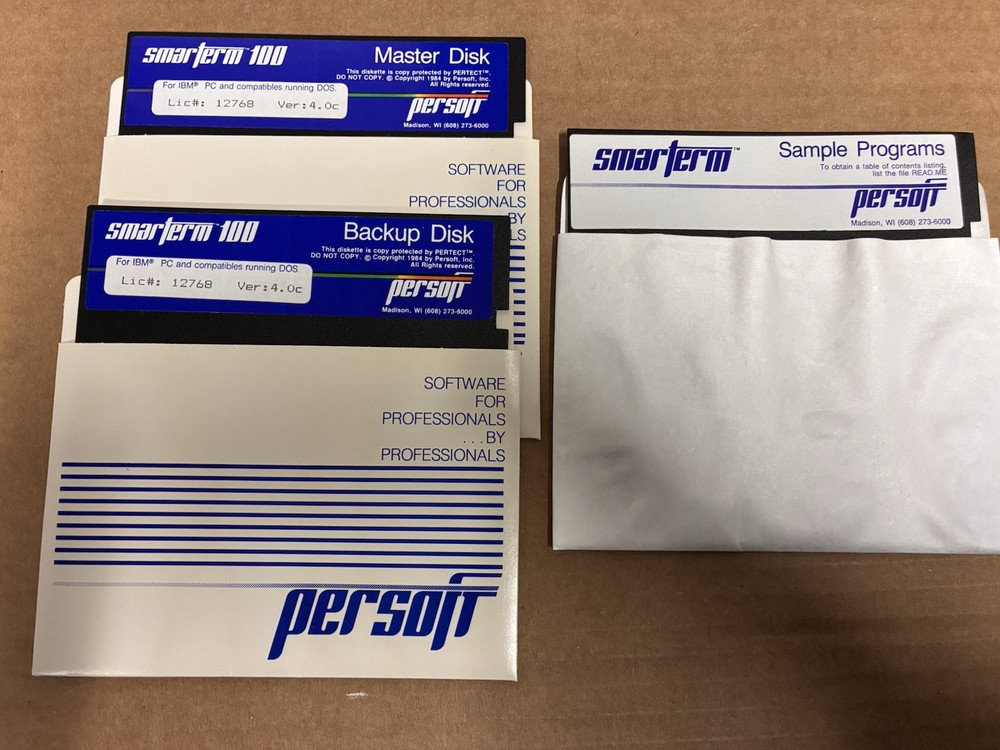 smarterm™ 100
Master Disk
This diskette is copy protected by PERTECT™.
DO NOT COPY. © Copyright 1984 by Persoft, Inc.
All Rights reserved.
For IBM® PC and compatibles running DOS.
Lic#: 12768 Ver:4.0c
persoft
Madison, WI (608) 273-6000
SOFTWARE
FOR
PROFESSIONALS
BY
LS
smarterm™ 100
Backup Disk
This diskette is copy protected by PERTECT™.
DO NOT COPY. © Copyright 1984 by Persoft, Inc.
All Rights reserved.
For IBM® PC and compatibles running DOS.
Lic#: 12768 Ver:4.0c
persoft
Madison, WI (608) 273-6000
SOFTWARE
FOR
PROFESSIONALS
...BY
PROFESSIONALS
persoft
smarterm™
Sample Programs
To obtain a table of contents listing,
list the file READ.ME
persoft
Madison, WI (608) 273-6000